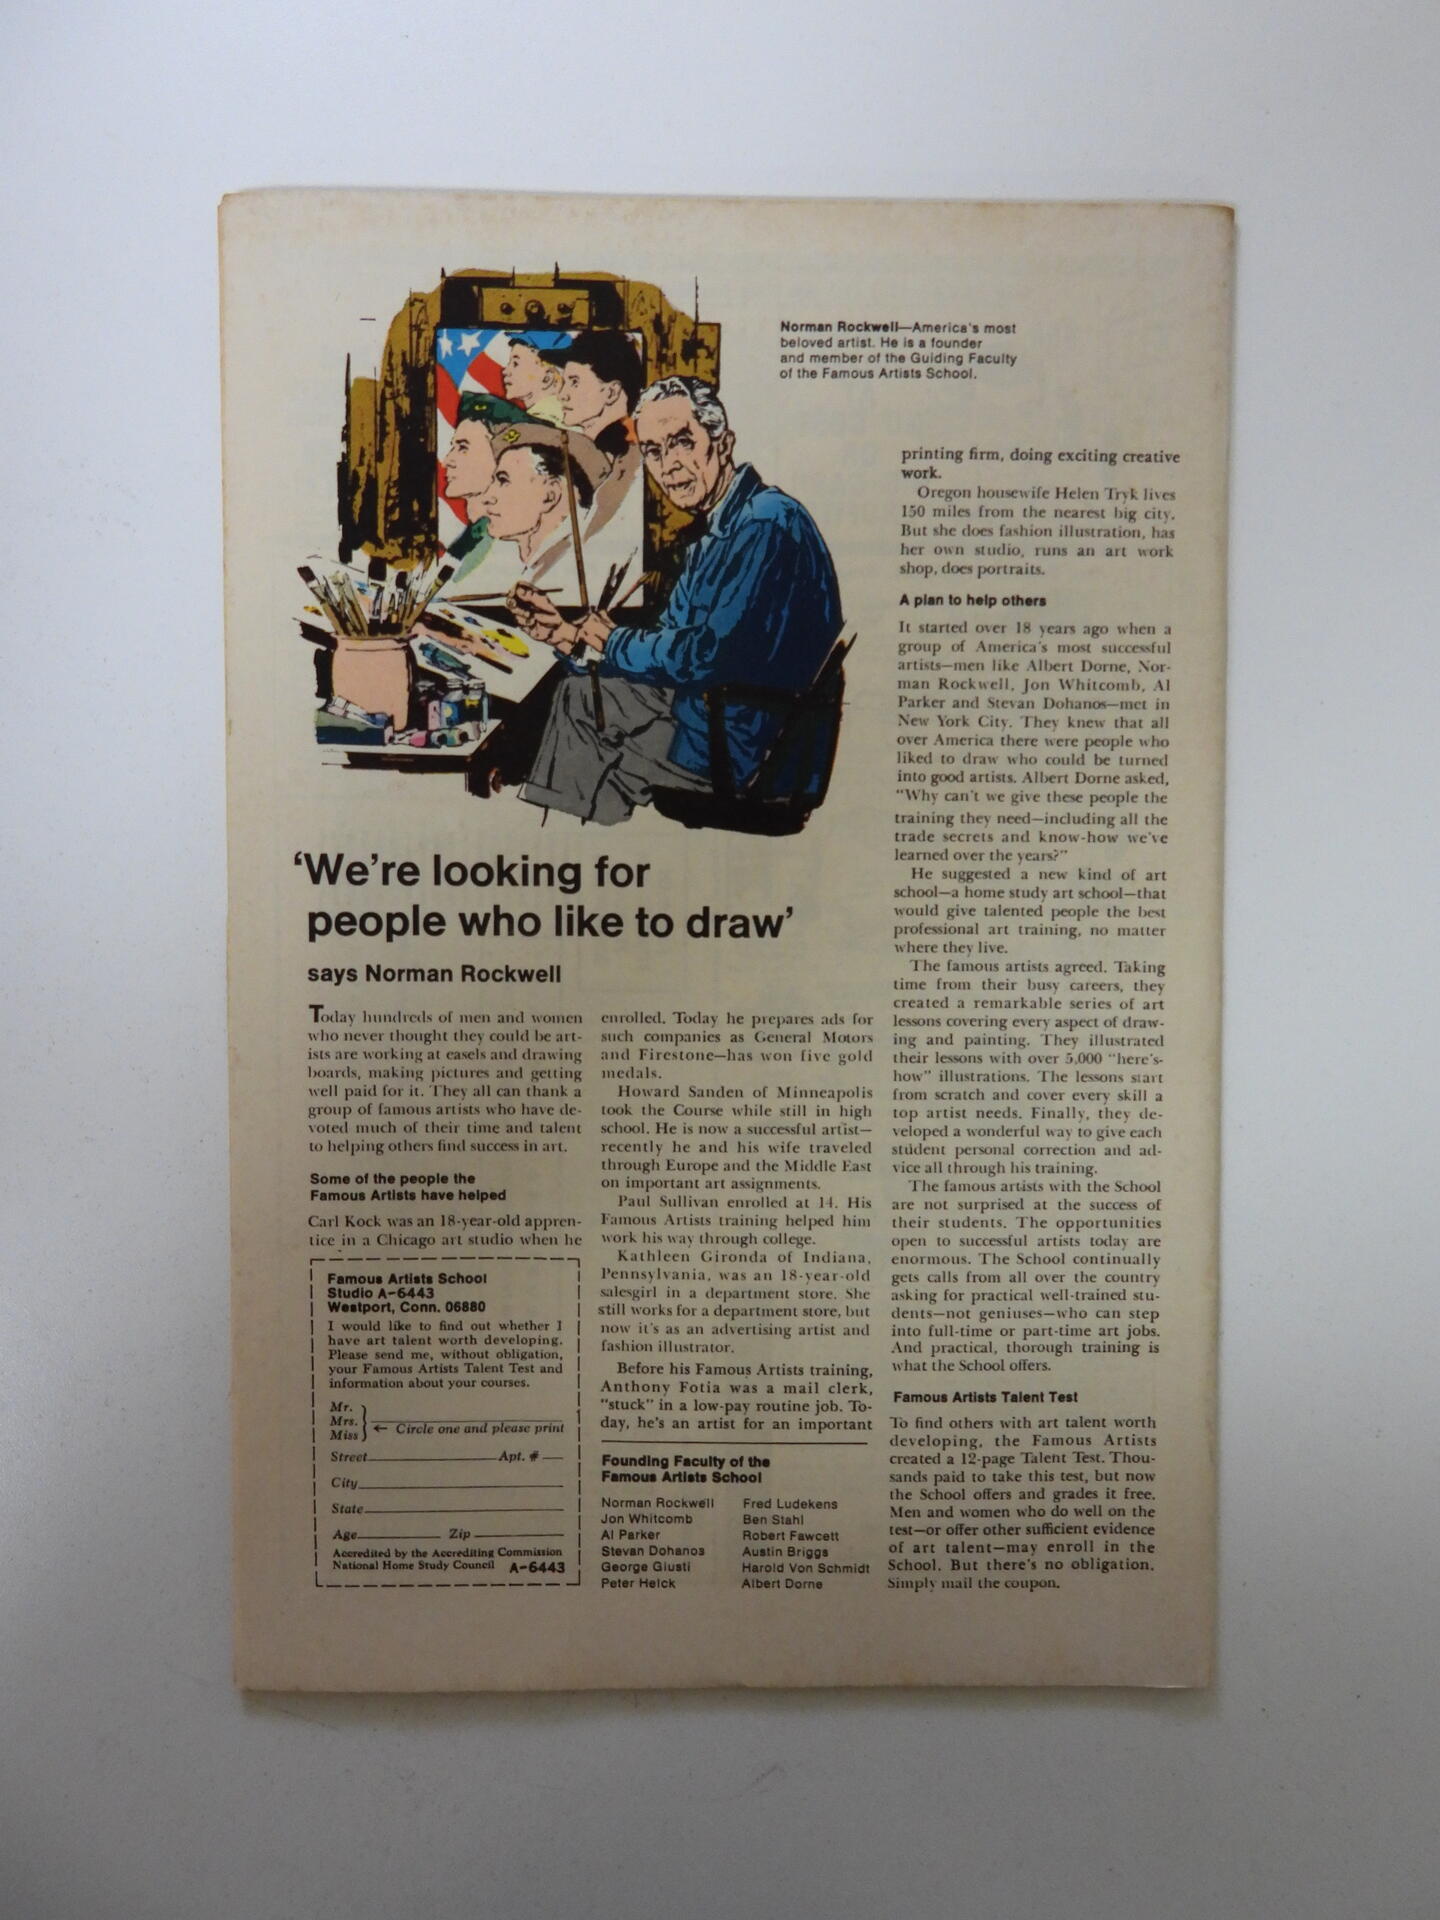 Norman Rockwell—America's most
beloved artist. He is a founder
and member of the Guiding Faculty
of the Famous Artists School.
'We're looking for
people who like to draw'
says Norman Rockwell
Today hundreds of men and women
who never thought they could be art-
ists are working at easels and drawing
boards, making pictures and getting
well paid for it. They all can thank a
group of famous artists who have de-
voted much of their time and talent
to helping others find success in art.
Some of the people the
Famous Artists have helped
Carl Kock was an 18-year-old appren-
tice in a Chicago art studio when he
enrolled. Today he prepares ads for
such companies as General Motors
and Firestone—has won five gold
medals.
Howard Sanden of Minneapolis
took the Course while still in high
school. He is now a successful artist—
recently he and his wife traveled
through Europe and the Middle East
on important art assignments.
Paul Sullivan enrolled at 14. His
Famous Artists training helped him
work his way through college.
Kathleen Gironda of Indiana,
Pennsylvania, was an 18-year-old
salesgirl in a department store. She
still works for a department store, but
now it's as an advertising artist and
fashion illustrator.
Before his Famous Artists training,
Anthony Fotia was a mail clerk,
"stuck" in a low-pay routine job. To-
day, he's an artist for an important
printing firm, doing exciting creative
work.
Oregon housewife Helen Tryk lives
150 miles from the nearest big city.
But she does fashion illustration, has
her own studio, runs an art work
shop, does portraits.
A plan to help others
It started over 18 years ago when a
group of America's most successful
artists—men like Albert Dorne, Nor-
man Rockwell, Jon Whitcomb, Al
Parker and Stevan Dohanos—met in
New York City. They knew that all
over America there were people who
liked to draw who could be turned
into good artists. Albert Dorne asked,
"Why can't we give these people the
training they need—including all the
trade secrets and know-how we've
learned over the years?"
He suggested a new kind of art
school—a home study art school—that
would give talented people the best
professional art training, no matter
where they live.
The famous artists agreed. Taking
time from their busy careers, they
created a remarkable series of art
lessons covering every aspect of draw-
ing and painting. They illustrated
their lessons with over 5,000 "here's-
how" illustrations. The lessons start
from scratch and cover every skill a
top artist needs. Finally, they de-
veloped a wonderful way to give each
student personal correction and ad-
vice all through his training.
The famous artists with the School
are not surprised at the success of
their students. The opportunities
open to successful artists today are
enormous. The School continually
gets calls from all over the country
asking for practical well-trained stu-
dents—not geniuses—who can step
into full-time or part-time art jobs.
And practical, thorough training is
what the School offers.
Famous Artists Talent Test
To find others with art talent worth
developing, the Famous Artists
created a 12-page Talent Test. Thou-
sands paid to take this test, but now
the School offers and grades it free.
Men and women who do well on the
test—or offer other sufficient evidence
of art talent—may enroll in the
School. But there's no obligation.
Simply mail the coupon.
Famous Artists School
Studio A-6443
Westport, Conn. 06880
I would like to find out whether I
have art talent worth developing.
Please send me, without obligation,
your Famous Artists Talent Test and
information about your courses.
Mr.
Mrs.
Miss
← Circle one and please print
Street Apt. #
City
State
Age Zip
Accredited by the Accrediting Commission
National Home Study Council A-6443
Founding Faculty of the
Famous Artists School
Norman Rockwell
Jon Whitcomb
Al Parker
Stevan Dohanos
George Giusti
Peter Helck
Fred Ludekens
Ben Stahl
Robert Fawcett
Austin Briggs
Harold Von Schmidt
Albert Dorne